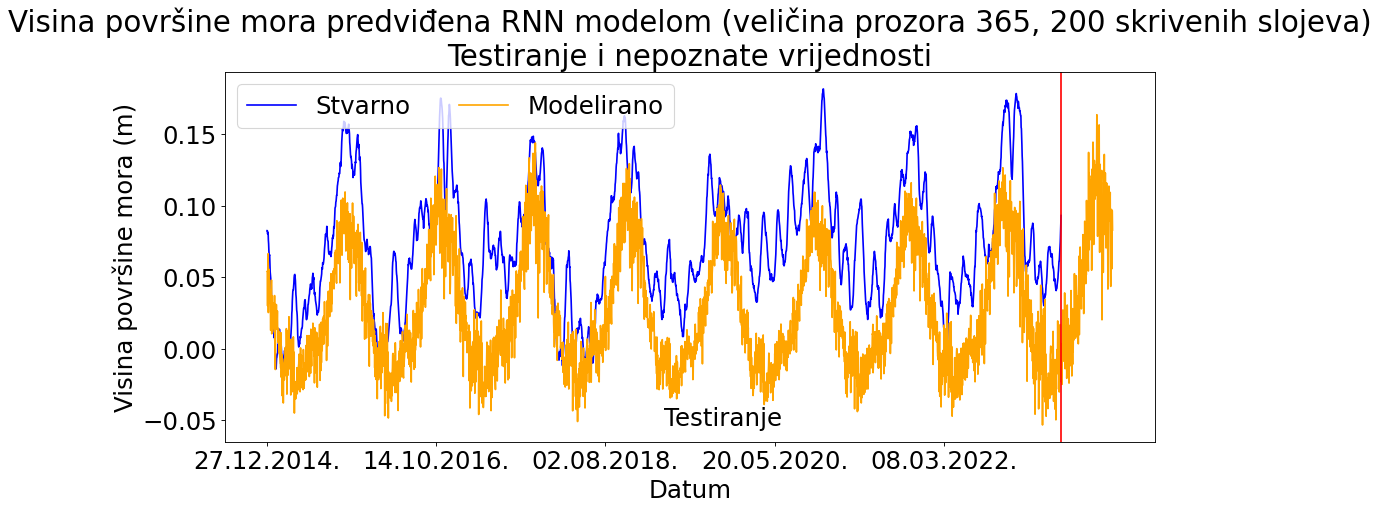 Visina površine mora predviđena RNN modelom (veličina prozora 365, 200 skrivenih slojeva)
Testiranje i nepoznate vrijednosti
Stvarno Modelirano
Visina površine mora (m)
0.15
0.10
0.05
0.00
−0.05
Testiranje
27.12.2014. 14.10.2016. 02.08.2018. 20.05.2020. 08.03.2022.
Datum